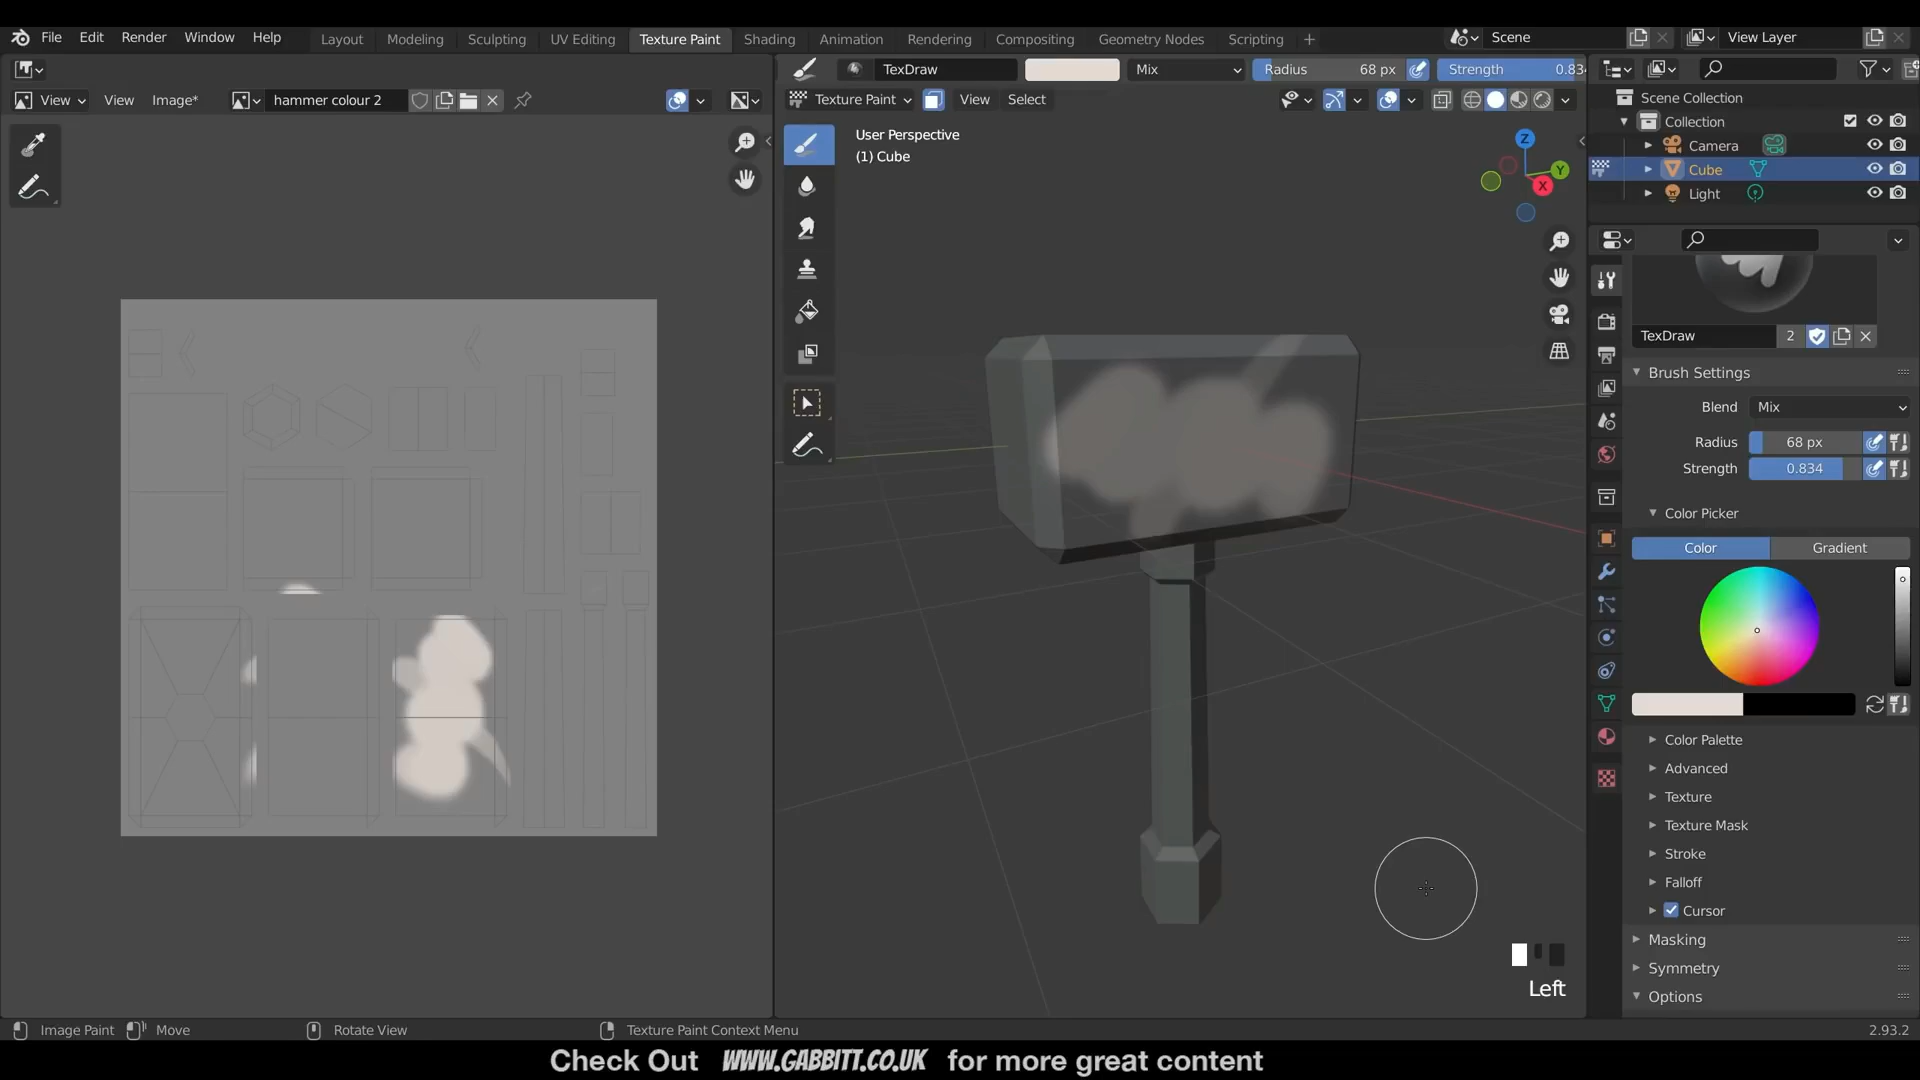 File Edit Render Window Help Layout Modeling Sculpting UV Editing Texture Paint Shading Animation Rendering Compositing Geometry Nodes Scripting + Scene View Layer
TexDraw Mix Radius 68 px Strength 0.834
View View Image* hammer colour 2 Texture Paint View Select
Scene Collection
Collection
Camera
Cube
Light
User Perspective
(1) Cube
Z
Y
X
TexDraw 2
Brush Settings
Blend Mix
Radius 68 px
Strength 0.834
Color Picker
Color Gradient
Color Palette
Advanced
Texture
Texture Mask
Stroke
Falloff
Cursor
Masking
Symmetry
Options
Left
Image Paint Move Rotate View Texture Paint Context Menu 2.93.2
Check Out WWW.GABBITT.CO.UK for more great content